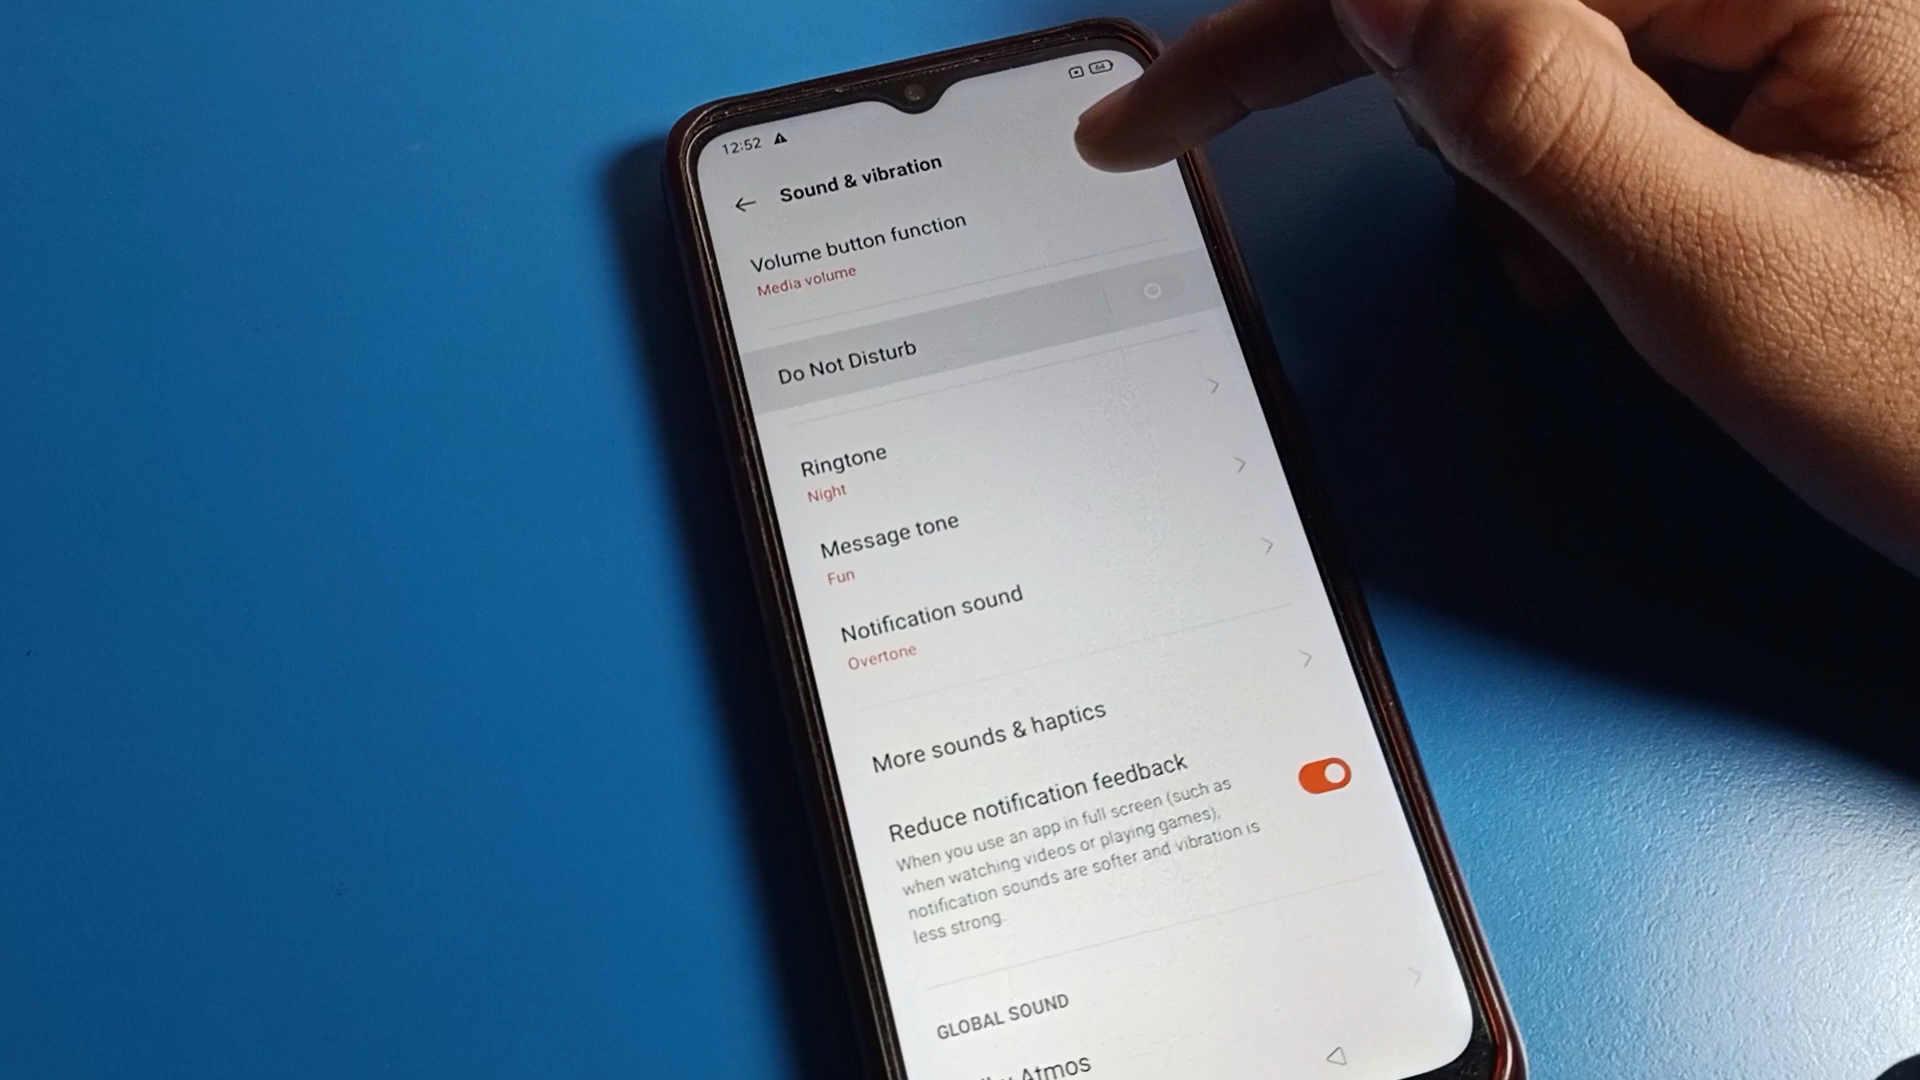 12:52
64
Sound & vibration
Volume button function
Media volume
Do Not Disturb
Ringtone
Night
Message tone
Fun
Notification sound
Overtone
More sounds & haptics
Reduce notification feedback
When you use an app in full screen (such as
when watching videos or playing games),
notification sounds are softer and vibration is
less strong.
GLOBAL SOUND
Atmos